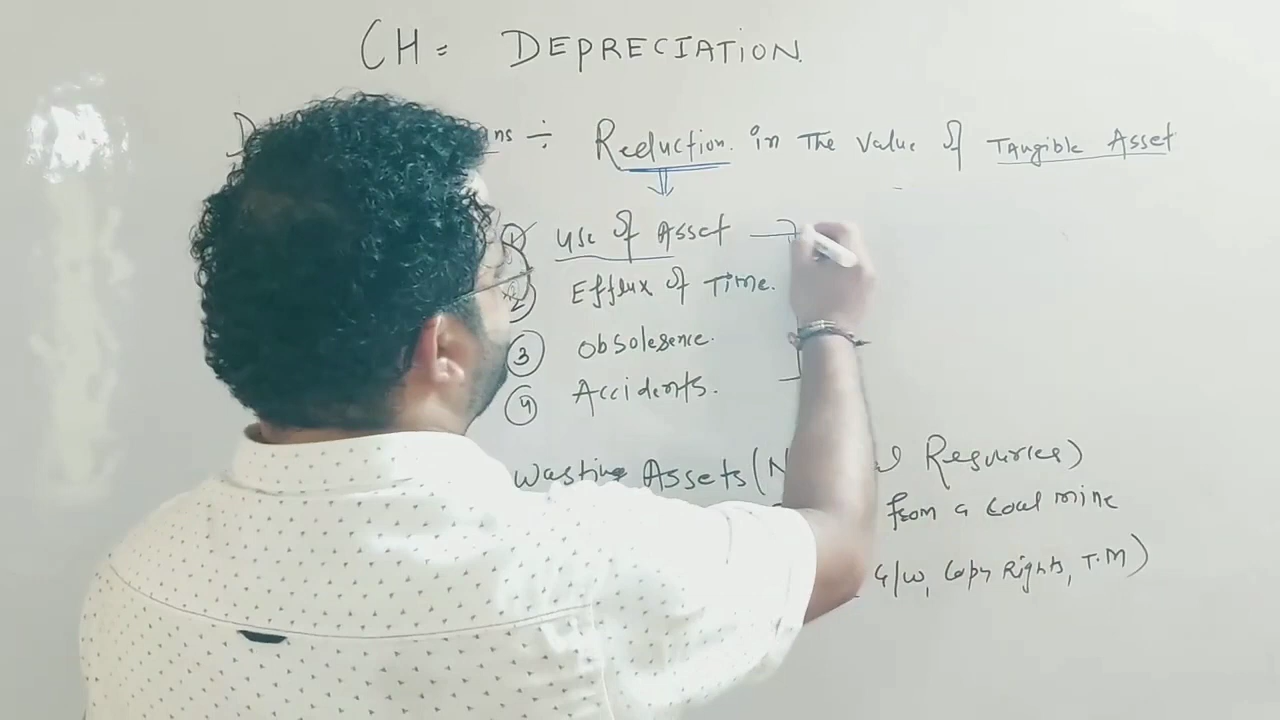 CH = DEPRECIATION.
ns ÷ Reduction. in The Value of Tangible Asset
① Use of Asset
② Efflux of Time.
③ Obsolesence.
④ Accidents.
Wasting Assets (N Resources)
from a coal mine
G/W, Copy Rights, T.M)